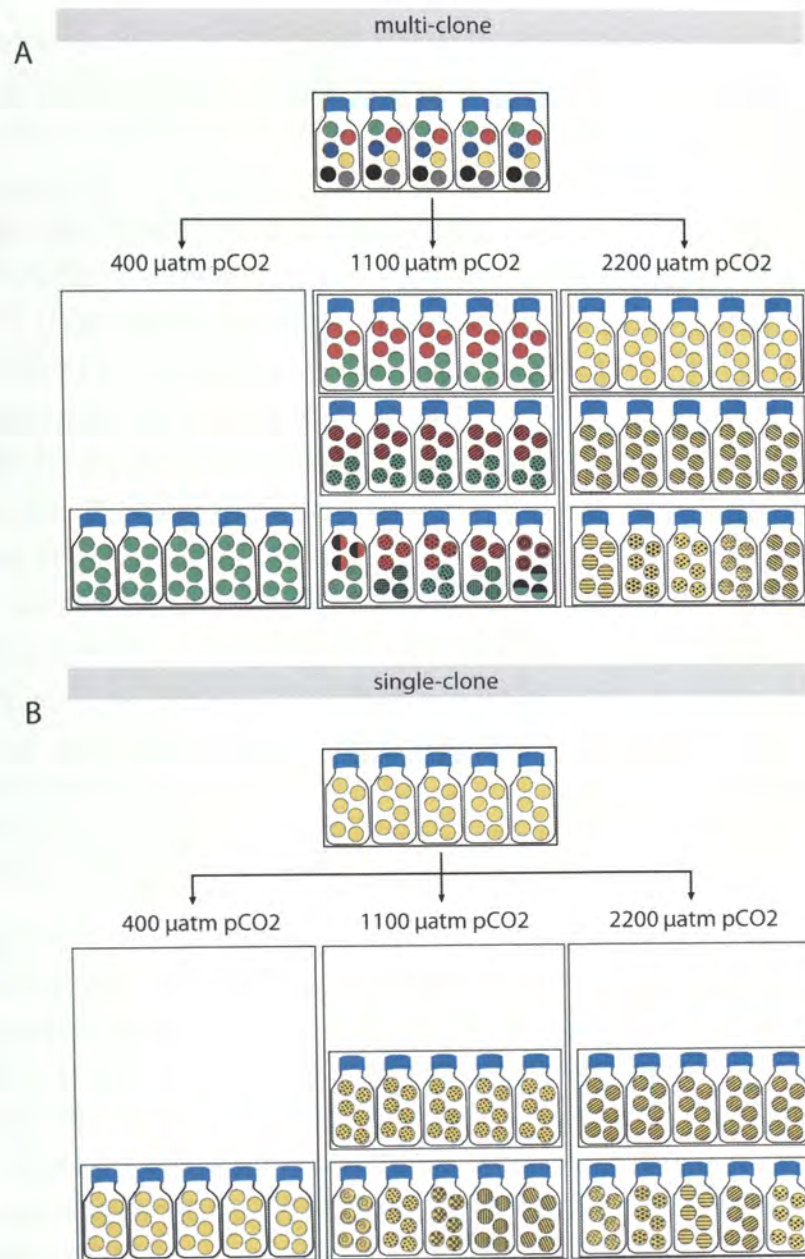 multi-clone
A
400 µatm pCO2 1100 µatm pCO2 2200 µatm pCO2
single-clone
B
400 µatm pCO2 1100 µatm pCO2 2200 µatm pCO2